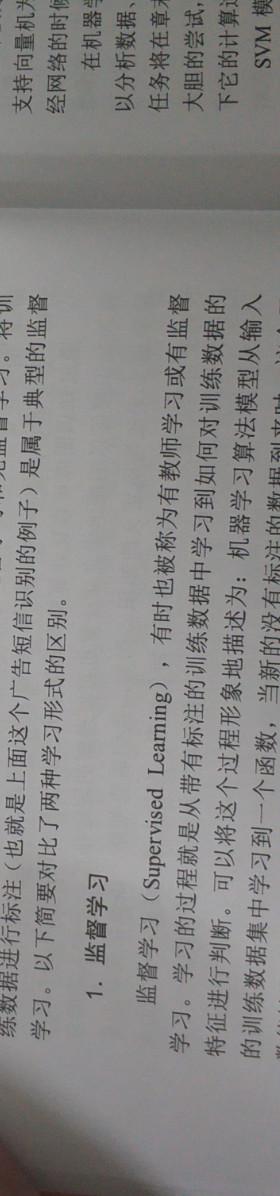 练数据进行标注（也就是上面这个广告短信识别的例子）是属于典型的监督
学习。以下简要对比了两种学习形式的区别。
1. 监督学习
监督学习（Supervised Learning），有时也被称为有教师学习或有监督
学习。学习的过程就是从带有标注的训练数据中学习到如何对训练数据的
特征进行判断。可以将这个过程形象地描述为：机器学习算法模型从输入
的训练数据集中学习到一个函数，当新的没有标注的数据到来时，
支持向量机为
经网络的时候
在机器学
以分析数据
任务将在意
大胆的尝试，
下它的计算
SVM 模